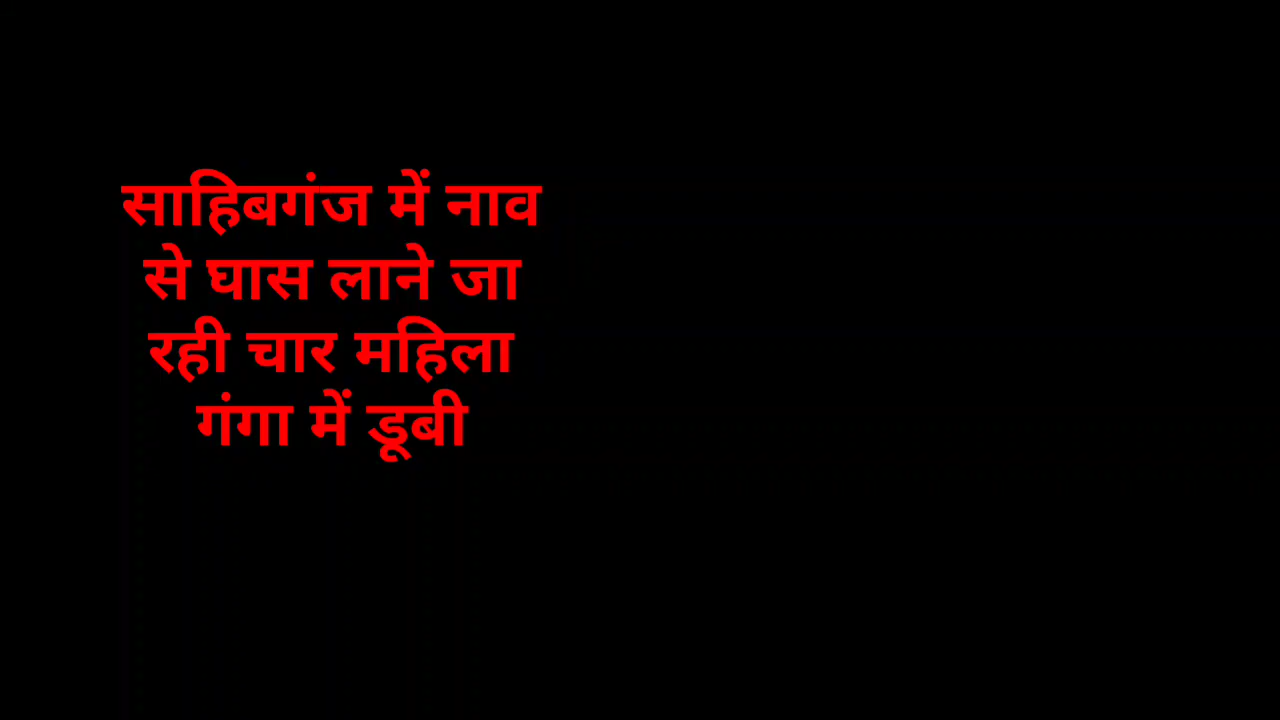 साहिबगंज में नाव
से घास लाने जा
रही चार महिला
गंगा में डूबी